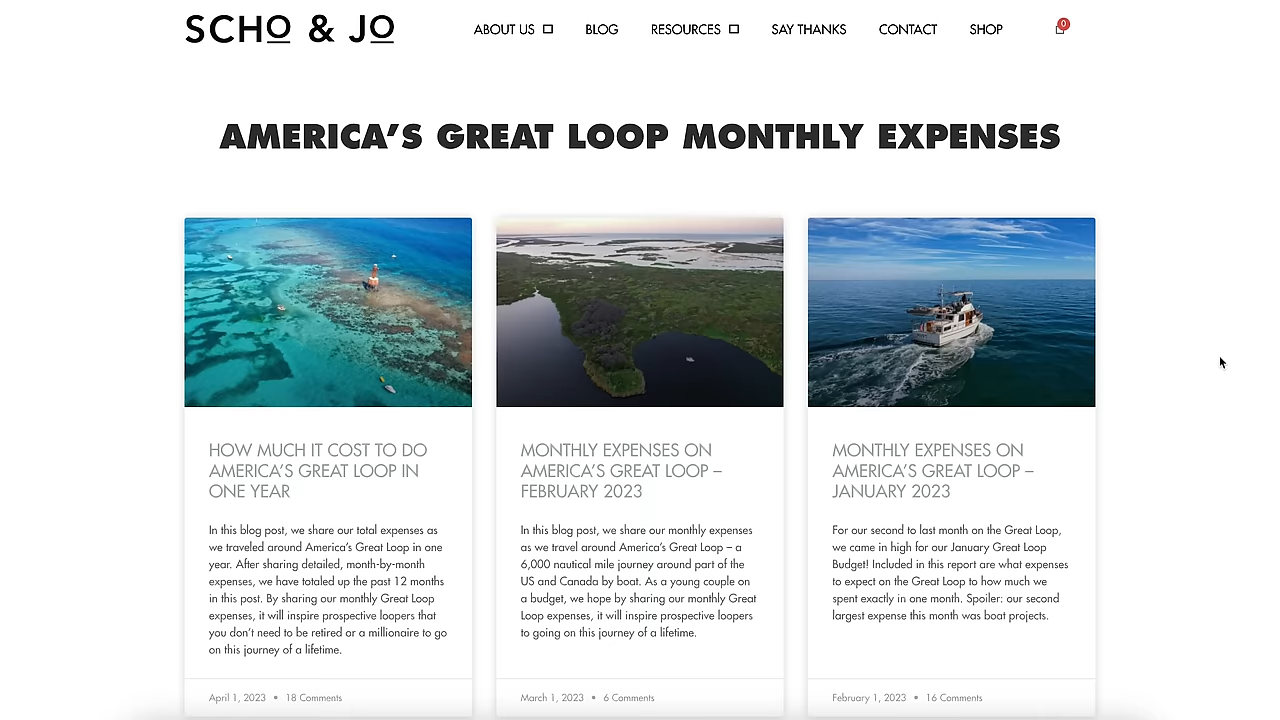 SCHO & JO
ABOUT US BLOG RESOURCES SAY THANKS CONTACT SHOP 0
AMERICA'S GREAT LOOP MONTHLY EXPENSES
HOW MUCH IT COST TO DO
AMERICA'S GREAT LOOP IN
ONE YEAR
In this blog post, we share our total expenses as
we traveled around America's Great Loop in one
year. After sharing detailed, month-by-month
expenses, we have totaled up the past 12 months
in this post. By sharing our monthly Great Loop
expenses, it will inspire prospective loopers that
you don't need to be retired or a millionaire to go
on this journey of a lifetime.
April 1, 2023 • 18 Comments
MONTHLY EXPENSES ON
AMERICA'S GREAT LOOP –
FEBRUARY 2023
In this blog post, we share our monthly expenses
as we travel around America's Great Loop – a
6,000 nautical mile journey around part of the
US and Canada by boat. As a young couple on
a budget, we hope by sharing our monthly Great
Loop expenses, it will inspire prospective loopers
to going on this journey of a lifetime.
March 1, 2023 • 6 Comments
MONTHLY EXPENSES ON
AMERICA'S GREAT LOOP –
JANUARY 2023
For our second to last month on the Great Loop,
we came in high for our January Great Loop
Budget! Included in this report are what expenses
to expect on the Great Loop to how much we
spent exactly in one month. Spoiler: our second
largest expense this month was boat projects.
February 1, 2023 • 16 Comments